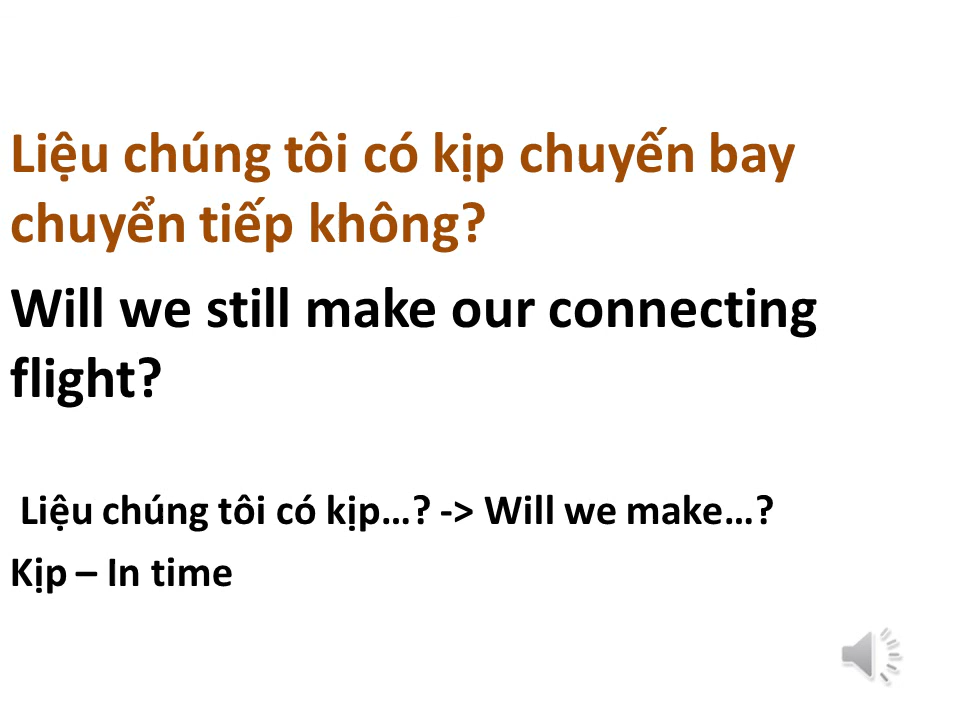 Liệu chúng tôi có kịp chuyến bay
chuyển tiếp không?
Will we still make our connecting
flight?
Liệu chúng tôi có kịp…? -> Will we make…?
Kịp – In time